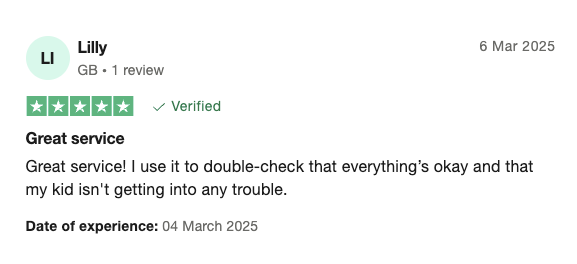 LI
Lilly
6 Mar 2025
GB • 1 review
Verified
Great service
Great service! I use it to double-check that everything’s okay and that
my kid isn't getting into any trouble.
Date of experience: 04 March 2025